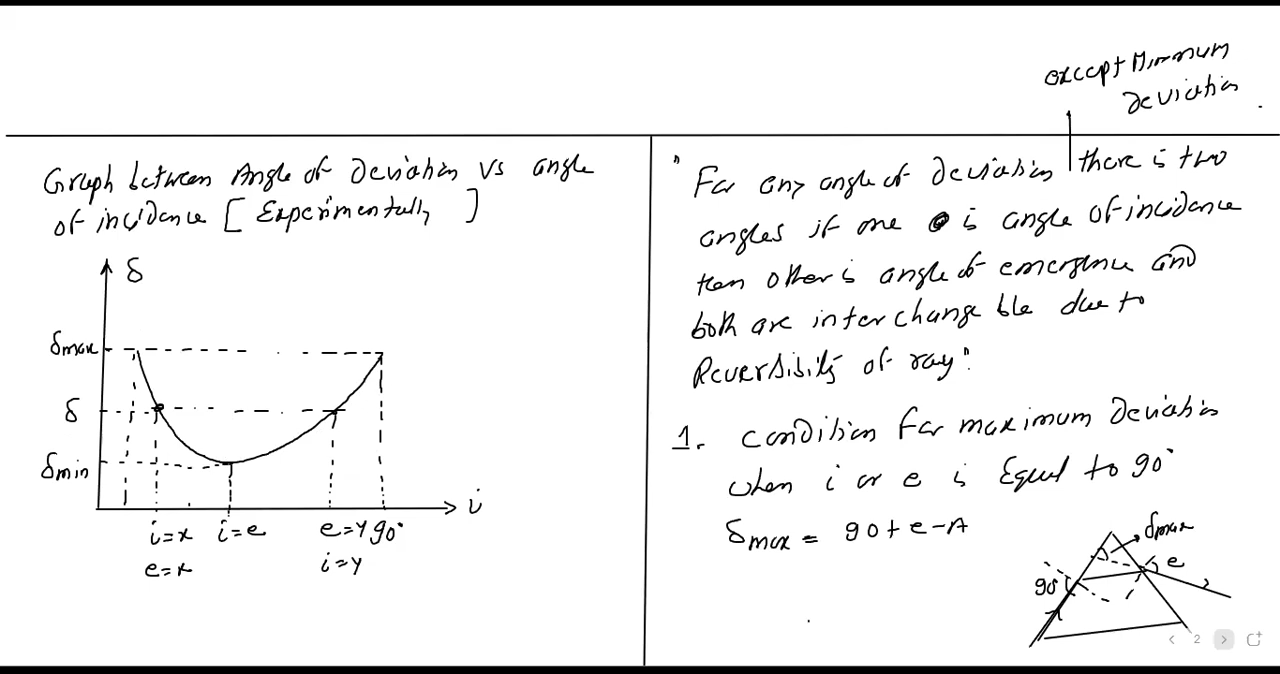 except Minimum
Deviation
Graph between Angle of Deviation Vs angle
of incidence [ Experimentally ]
δ
δmax
δ
δmin
i
i=x i=e e=y 90°
e=x i=y
" For any angle of Deviation there is two
angles if one is angle of incidence
then other is angle of emergence and
both are interchangeble due to
Reversibility of ray"
1. Condition For maximum Deviation
when i or e is Equal to 90°
δmax = 90 + e - A
δmax
e
90°
2